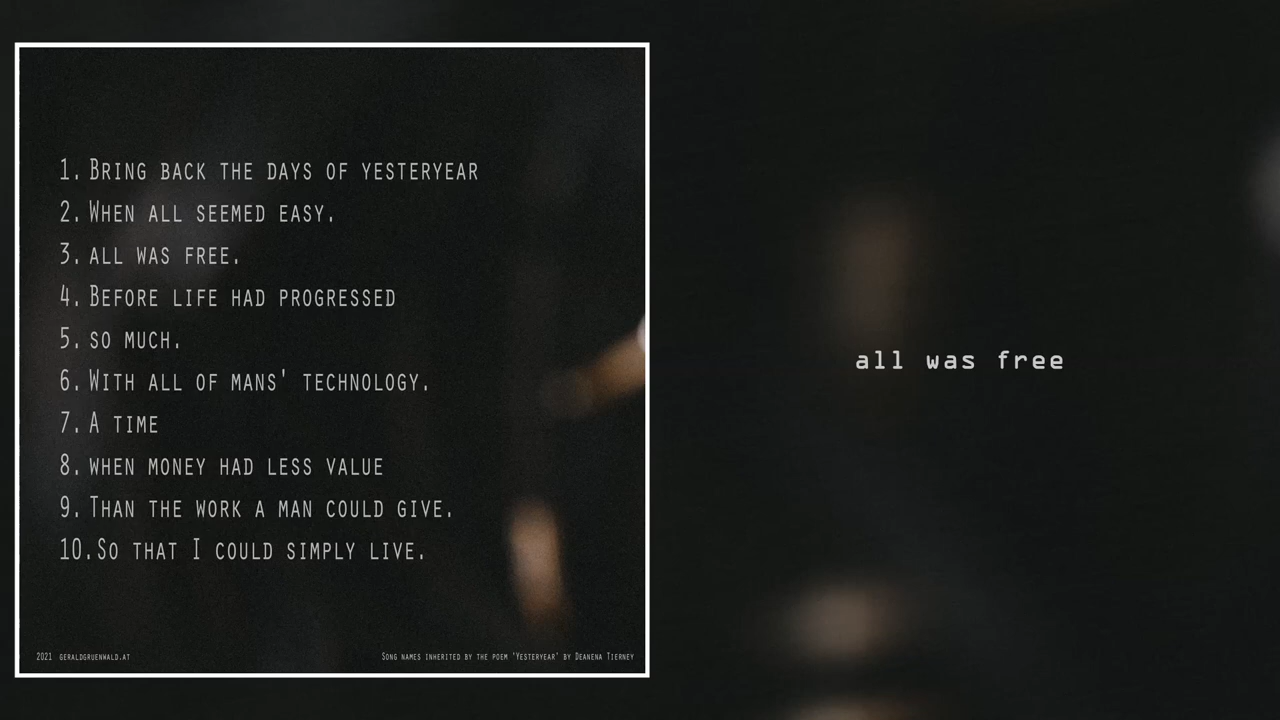 1. Bring back the days of yesteryear
2. When all seemed easy.
3. all was free.
4. Before life had progressed
5. so much.
6. With all of mans' technology.
7. A time
8. when money had less value
9. Than the work a man could give.
10. So that I could simply live.
2021 geraldgruenwald.at
Song names inherited by the poem 'Yesteryear' by Deanena Tierney
all was free